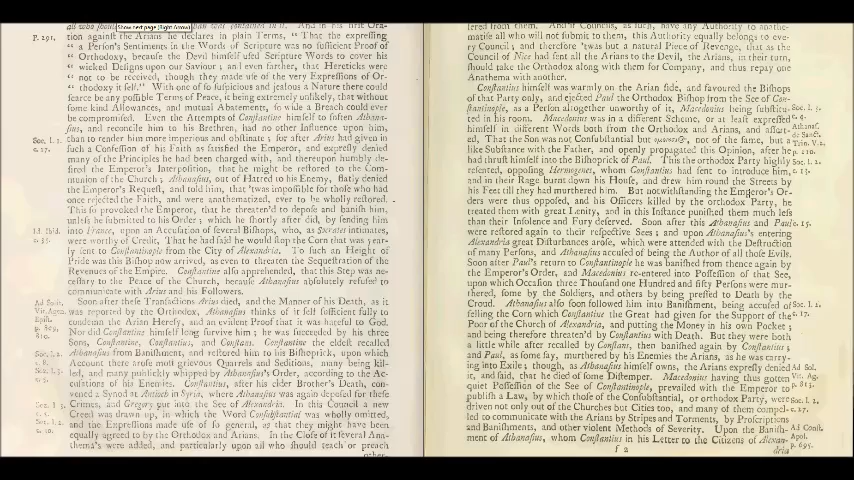 Show next page (Right Arrow)
tion against the Arians he declares in plain Terms, "That the expressing
P. 291.
" a Person's Sentiments in the Words of Scripture was no sufficient Proof of
" Orthodoxy, because the Devil himself used Scripture Words to cover his
" wicked Designs upon our Saviour; and even farther, that Hereticks were
" not to be received, though they made use of the very Expressions of Or-
" thodoxy it self." With one of so suspicious and jealous a Nature there could
scarce be any possible Terms of Peace, it being extremely unlikely, that without
some kind Allowances, and mutual Abatements, so wide a Breach could ever
be compromised. Even the Attempts of Constantine to soften Athana-
sius, and reconcile him to his Brethren, had no other Influence upon him,
than to render him more imperious and obstinate; for after Arius had given in
such a Confession of his Faith as satisfied the Emperor, and expresly denied
many of the Principles he had been charged with, and thereupon humbly de-
sired the Emperor's Interposition, that he might be restored to the Com-
munion of the Church; Athanasius, out of Hatred to his Enemy, flatly denied
the Emperor's Request, and told him, that 'twas impossible for those who had
once rejected the Faith, and were anathematized, ever to be wholly restored.
This so provoked the Emperor, that he threaten'd to depose and banish him,
unless he submitted to his Order; which he shortly after did, by sending him
into France, upon an Accusation of several Bishops, who, as Socrates intimates,
were worthy of Credit, That he had said he would stop the Corn that was year-
ly sent to Constantinople from the City of Alexandria. To such an Height of
Pride was this Bishop now arrived, as even to threaten the Sequestration of the
Revenues of the Empire. Constantine also apprehended, that this Step was ne-
cessary to the Peace of the Church, because Athanasius absolutely refused to
communicate with Arius and his Followers.
Soon after these Transactions Arius died, and the Manner of his Death, as it
was reported by the Orthodox, Athanasius thinks of it self sufficient fully to
condemn the Arian Heresy, and an evident Proof that it was hateful to God.
Nor did Constantine himself long survive him; he was succeeded by his three
Sons, Constantine, Constantius, and Constans. Constantine the eldest recalled
Athanasius from Banishment, and restored him to his Bishoprick, upon which
Account there arose most grievous Quarrels and Seditions, many being kil-
led, and many publickly whipped by Athanasius's Order, according to the Ac-
cusations of his Enemies. Constantius, after his elder Brother's Death, con-
vened a Synod at Antioch in Syria, where Athanasius was again deposed for these
Crimes, and Gregory put into the See of Alexandria. In this Council a new
Creed was drawn up, in which the Word Consubstantial was wholly omitted,
and the Expressions made use of so general, as that they might have been
equally agreed to by the Orthodox and Arians. In the Close of it several Ana-
thema's were added, and particularly upon all who should teach or preach
matise all who will not submit to them, this Authority equally belongs to eve-
ry Council; and therefore 'twas but a natural Piece of Revenge, that as the
Council of Nice had sent all the Arians to the Devil, the Arians, in their turn,
should take the Orthodox along with them for Company, and thus repay one
Anathema with another.
Constantius himself was warmly on the Arian side, and favoured the Bishops
of that Party only, and ejected Paul the Orthodox Bishop from the See of Con-
stantinople, as a Person altogether unworthy of it, Macedonius being substitu-
ted in his room. Macedonius was in a different Scheme, or at least expressed
himself in different Words both from the Orthodox and Arians, and assert-
ed, That the Son was not Consubstantial but not of the same, but a
like Substance with the Father, and openly propagated this Opinion, after he
had thrust himself into the Bishoprick of Paul. This the orthodox Party highly
resented, opposing Hermogenes, whom Constantius had sent to introduce him,
and in their Rage burnt down his House, and drew him round the Streets by
his Feet till they had murthered him. But notwithstanding the Emperor's Or-
ders were thus opposed, and his Officers killed by the orthodox Party, he
treated them with great Lenity, and in this Instance punished them much less
than their Insolence and Fury deserved. Soon after this Athanasius and Paul
were restored again to their respective Sees; and upon Athanasius's entering
Alexandria great Disturbances arose, which were attended with the Destruction
of many Persons, and Athanasius accused of being the Author of all those Evils.
Soon after Paul's return to Constantinople he was banished from thence again by
the Emperor's Order, and Macedonius re-entered into Possession of that See,
upon which Occasion three Thousand one Hundred and fifty Persons were mur-
thered, some by the Soldiers, and others by being pressed to Death by the
Croud. Athanasius also soon followed him into Banishment, being accused of
selling the Corn which Constantine the Great had given for the Support of the
Poor of the Church of Alexandria, and putting the Money in his own Pocket;
and being therefore threaten'd by Constantius with Death. But they were both
a little while after recalled by Constans, then banished again by Constantius;
and Paul, as some say, murthered by his Enemies the Arians, as he was carry-
ing into Exile; though, as Athanasius himself owns, the Arians expresly denied
it, and said, that he died of some Distemper. Macedonius having thus gotten
quiet Possession of the See of Constantinople, prevailed with the Emperor to
publish a Law, by which those of the Consubstantial, or orthodox Party, were
driven not only out of the Churches but Cities too, and many of them compel-
led to communicate with the Arians by Stripes and Torments, by Proscriptions
and Banishments, and other violent Methods of Severity. Upon the Banish-
ment of Athanasius, whom Constantius in his Letter to the Citizens of Alexan-
f 2
dria